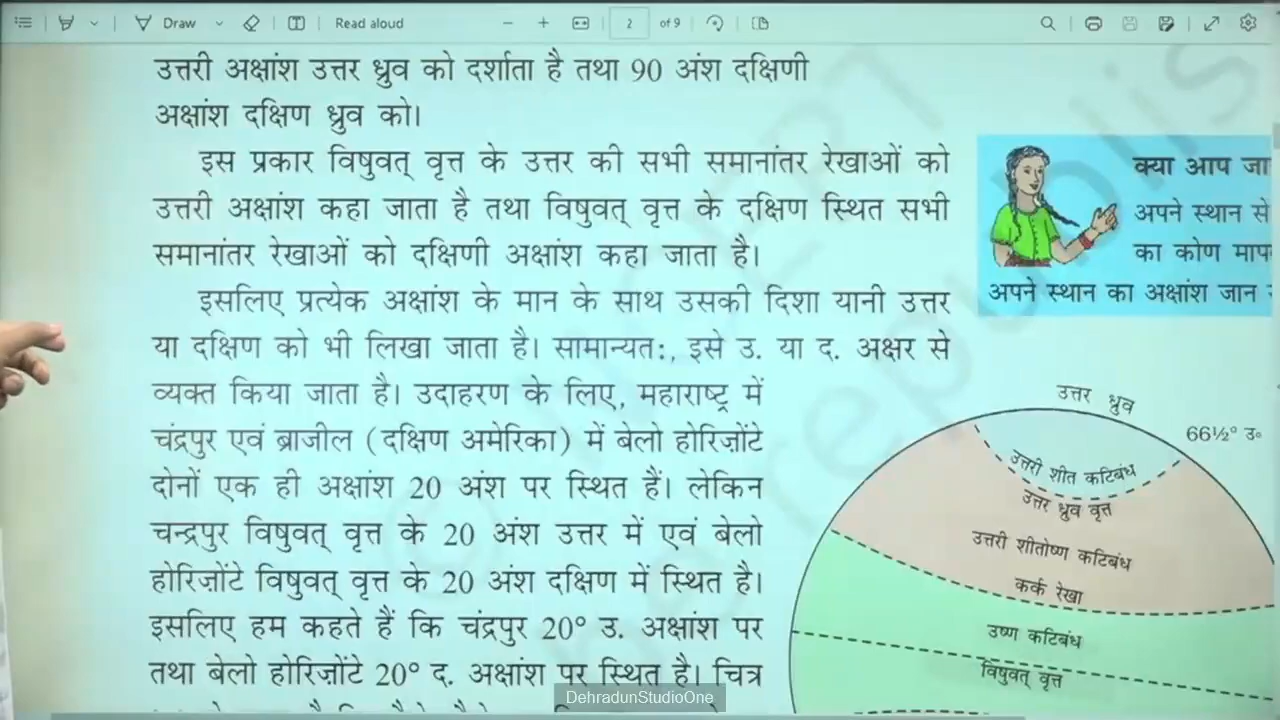 Draw
Read aloud
2
of 9
उत्तरी अक्षांश उत्तर ध्रुव को दर्शाता है तथा 90 अंश दक्षिणी
अक्षांश दक्षिण ध्रुव को।
इस प्रकार विषुवत् वृत्त के उत्तर की सभी समानांतर रेखाओं को
उत्तरी अक्षांश कहा जाता है तथा विषुवत् वृत्त के दक्षिण स्थित सभी
समानांतर रेखाओं को दक्षिणी अक्षांश कहा जाता है।
इसलिए प्रत्येक अक्षांश के मान के साथ उसकी दिशा यानी उत्तर
या दक्षिण को भी लिखा जाता है। सामान्यतः, इसे उ. या द. अक्षर से
व्यक्त किया जाता है। उदाहरण के लिए, महाराष्ट्र में
चंद्रपुर एवं ब्राजील (दक्षिण अमेरिका) में बेलो होरिज़ोंटे
दोनों एक ही अक्षांश 20 अंश पर स्थित हैं। लेकिन
चन्द्रपुर विषुवत् वृत्त के 20 अंश उत्तर में एवं बेलो
होरिज़ोंटे विषुवत् वृत्त के 20 अंश दक्षिण में स्थित है।
इसलिए हम कहते हैं कि चंद्रपुर 20° उ. अक्षांश पर
तथा बेलो होरिज़ोंटे 20° द. अक्षांश पर स्थित है। चित्र
क्या आप जा
अपने स्थान से
का कोण माप
अपने स्थान का अक्षांश जान
उत्तर ध्रुव
66½° उ॰
उत्तरी शीत कटिबंध
उत्तर ध्रुव वृत्त
उत्तरी शीतोष्ण कटिबंध
कर्क रेखा
उष्ण कटिबंध
विषुवत् वृत्त
DehradunStudioOne